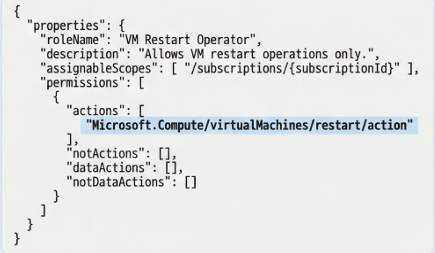 {
  "properties": {
    "roleName": "VM Restart Operator",
    "description": "Allows VM restart operations only.",
    "assignableScopes": [ "/subscriptions/{subscriptionId}" ],
    "permissions": [
      {
        "actions": [
          "Microsoft.Compute/virtualMachines/restart/action"
        ],
        "notActions": [],
        "dataActions": [],
        "notDataActions": []
      }
    ]
  }
}